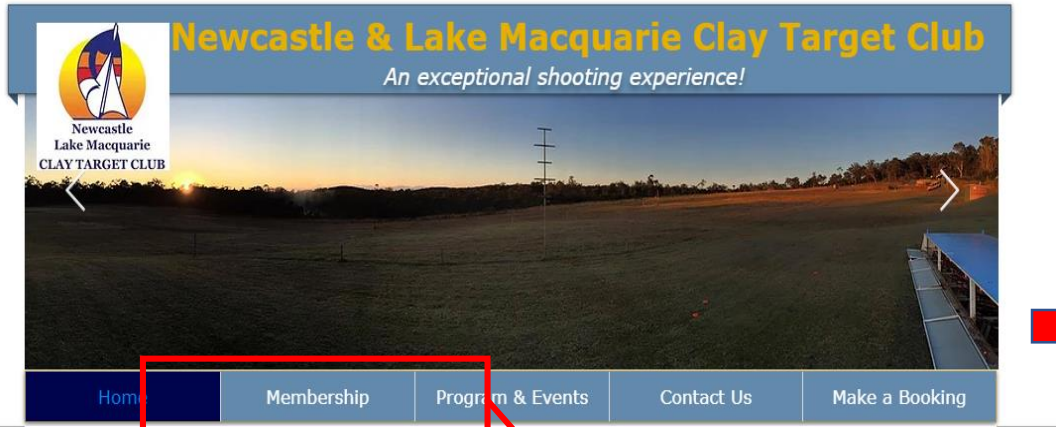 Newcastle & Lake Macquarie Clay Target Club
An exceptional shooting experience!
Newcastle
Lake Macquarie
CLAY TARGET CLUB
Home Membership Program & Events Contact Us Make a Booking